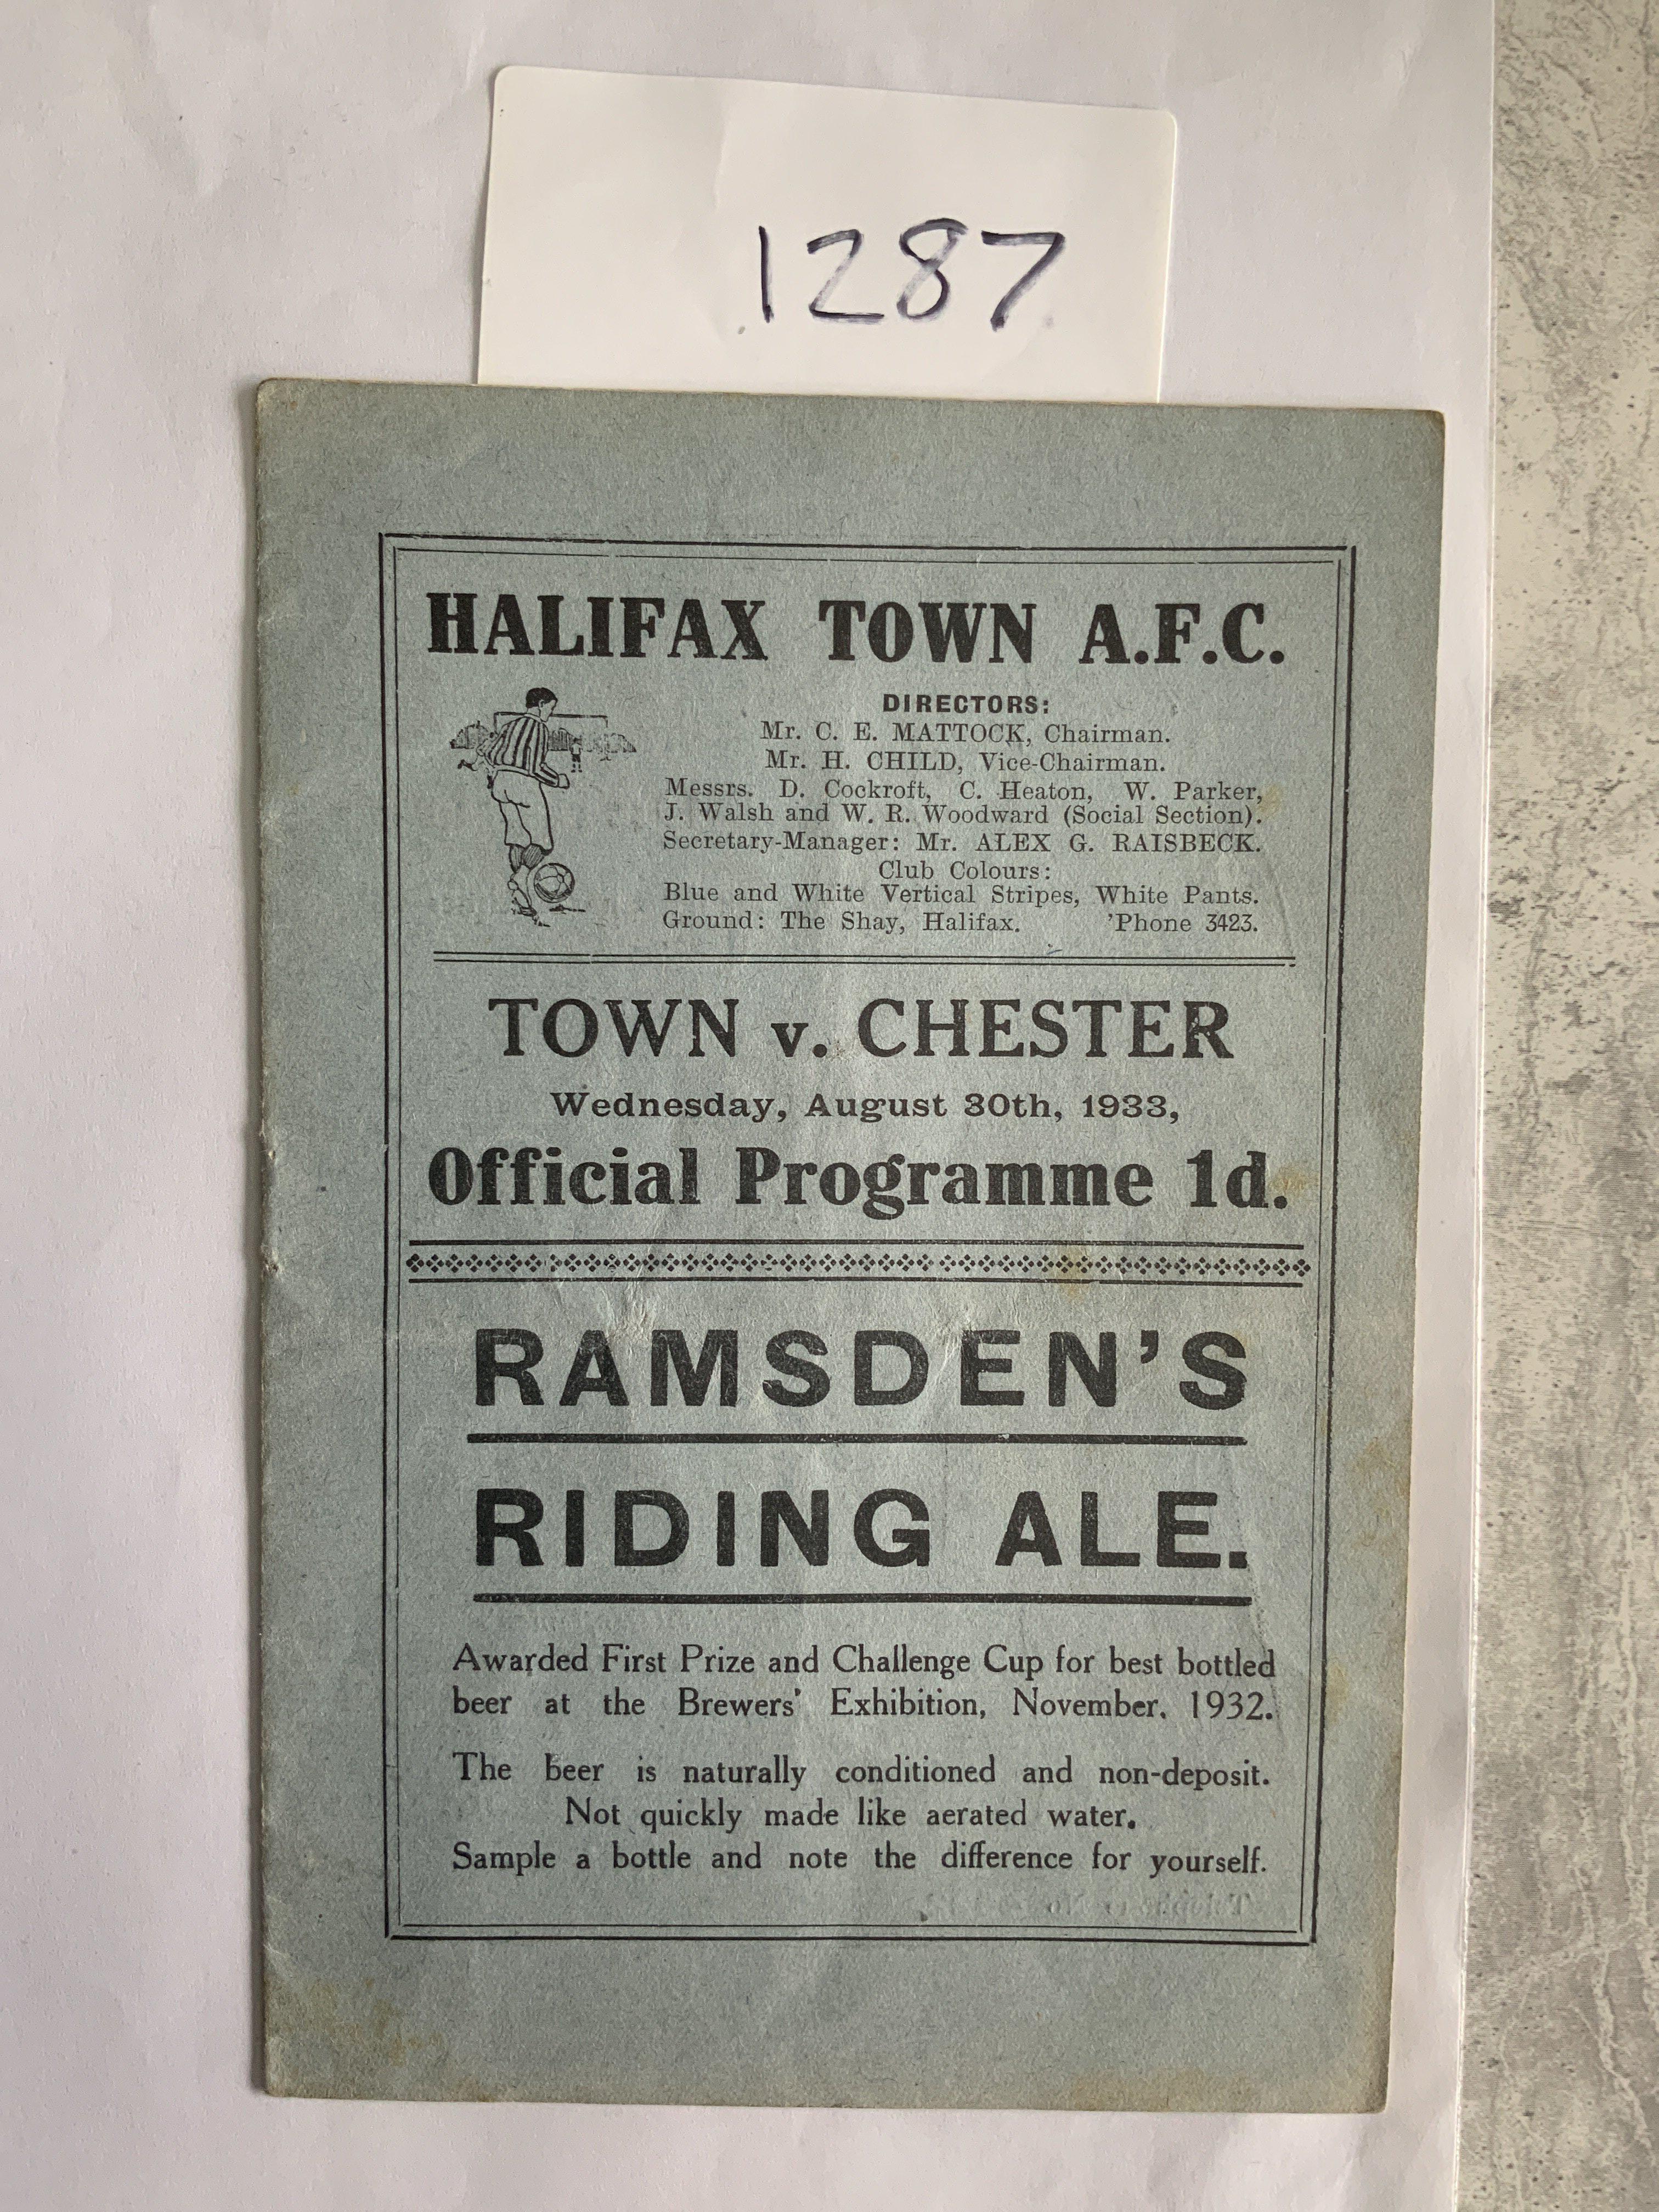 1287
HALIFAX TOWN A.F.C.
DIRECTORS:
Mr. C. E. MATTOCK, Chairman.
Mr. H. CHILD, Vice-Chairman.
Messrs. D. Cockroft, C. Heaton, W. Parker,
J. Walsh and W. R. Woodward (Social Section).
Secretary-Manager: Mr. ALEX G. RAISBECK.
Club Colours:
Blue and White Vertical Stripes, White Pants.
Ground: The Shay, Halifax. 'Phone 3423.
TOWN v. CHESTER
Wednesday, August 30th, 1933,
Official Programme 1d.
RAMSDEN'S
RIDING ALE.
Awarded First Prize and Challenge Cup for best bottled
beer at the Brewers' Exhibition, November, 1932.
The beer is naturally conditioned and non-deposit.
Not quickly made like aerated water.
Sample a bottle and note the difference for yourself.